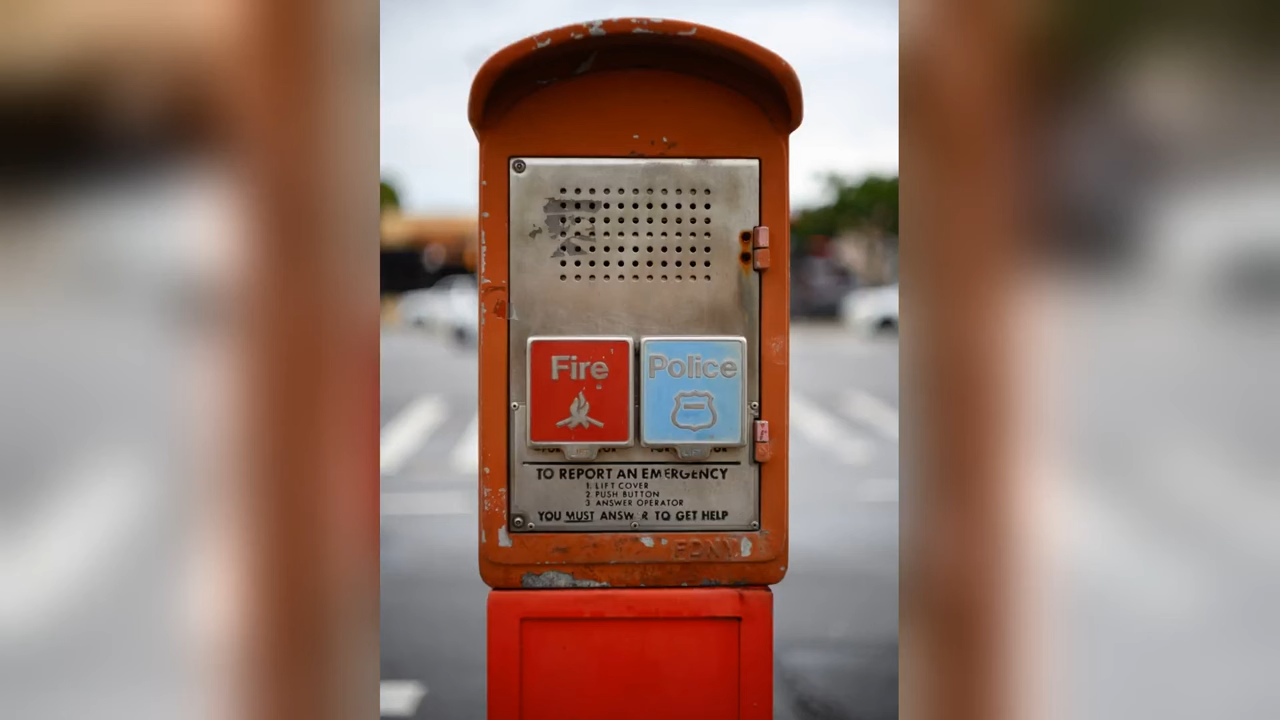 Fire
Police
TO REPORT AN EMERGENCY
1. LIFT COVER
2. PUSH BUTTON
3 ANSWER OPERATOR
YOU MUST ANSW R TO GET HELP
FDNY